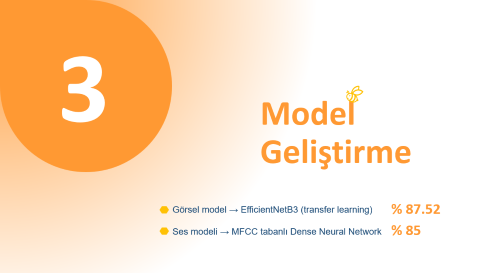 3
Model
Geliştirme
Görsel model → EfficientNetB3 (transfer learning) % 87.52
Ses modeli → MFCC tabanlı Dense Neural Network % 85